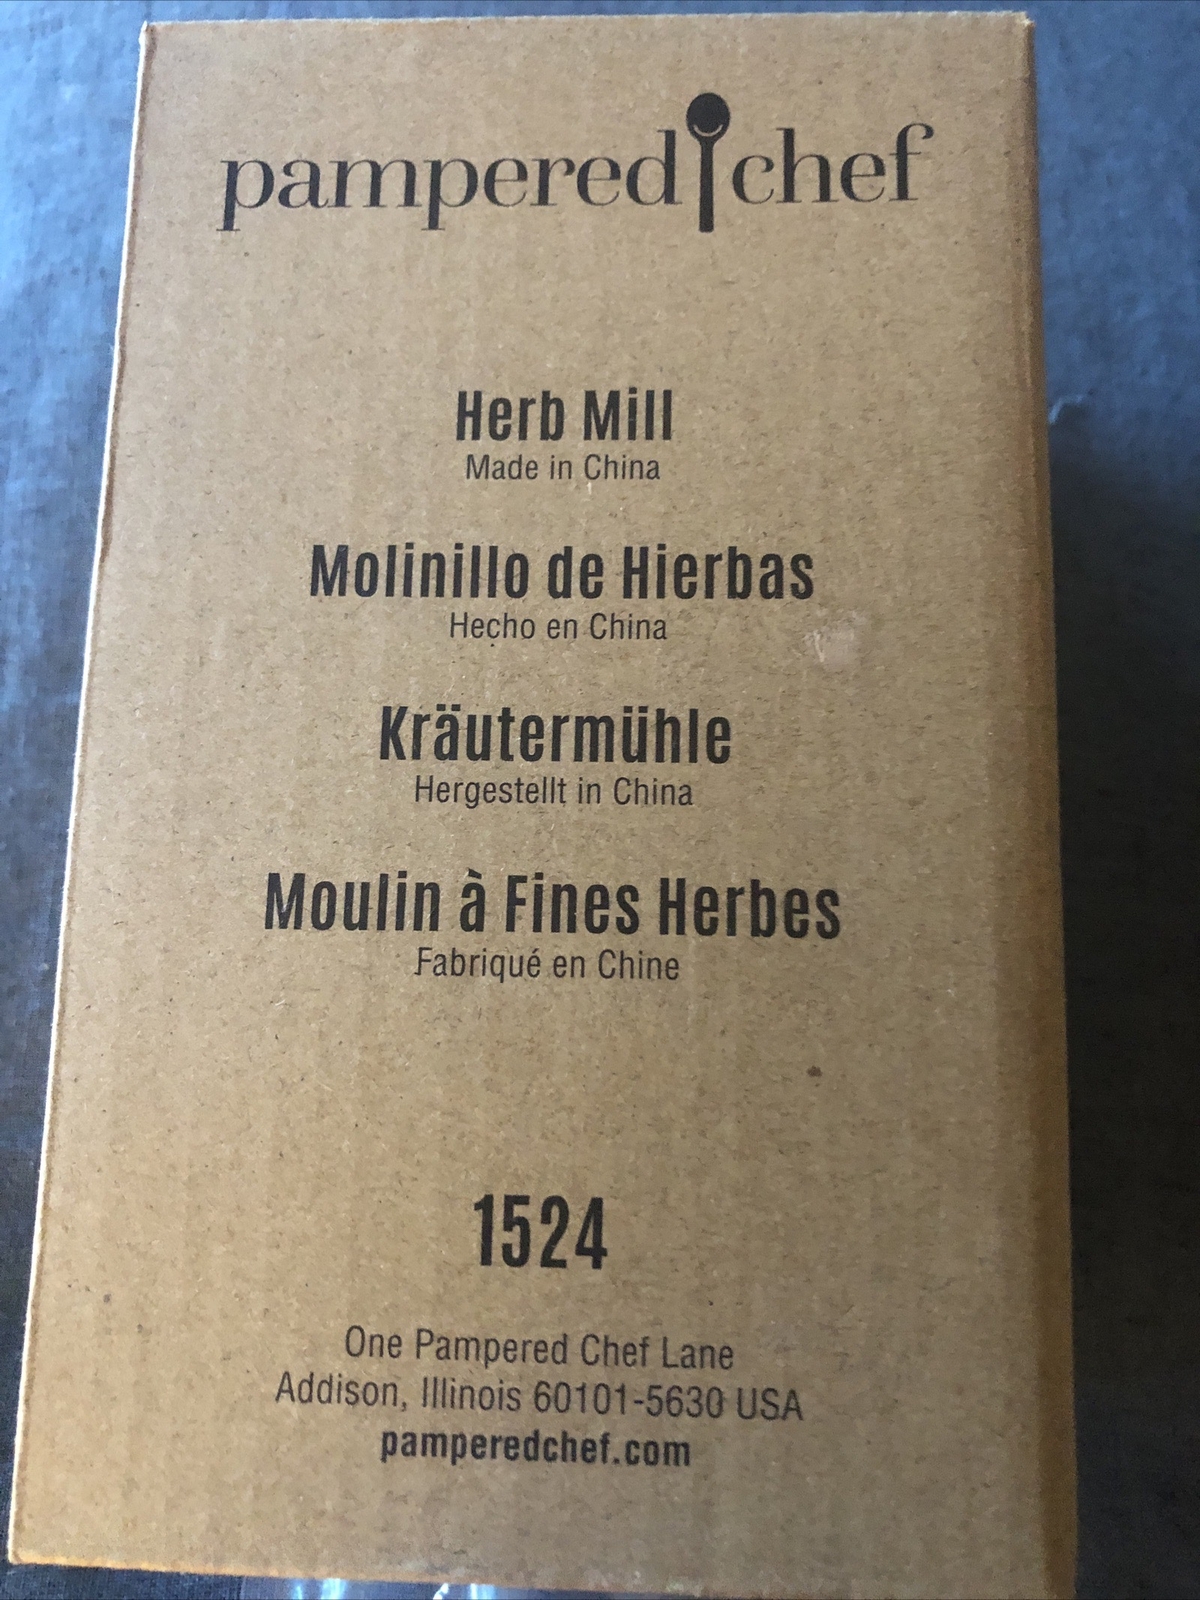 pampered chef
Herb Mill
Made in China
Molinillo de Hierbas
Hecho en China
Kräutermühle
Hergestellt in China
Moulin à Fines Herbes
Fabriqué en Chine
1524
One Pampered Chef Lane
Addison, Illinois 60101-5630 USA
pamperedchef.com